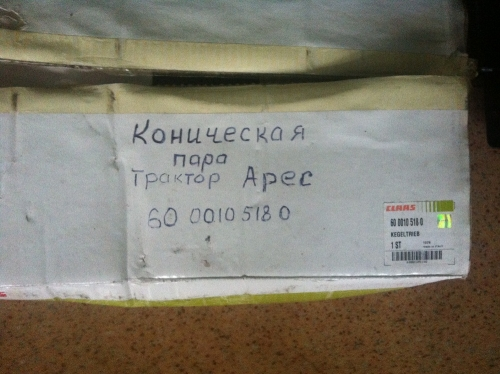 Коническая
пара
Трактор Арес
60 0010 518 0
CLAAS
60 0010 518 0
KEGELTRIEB
1 ST